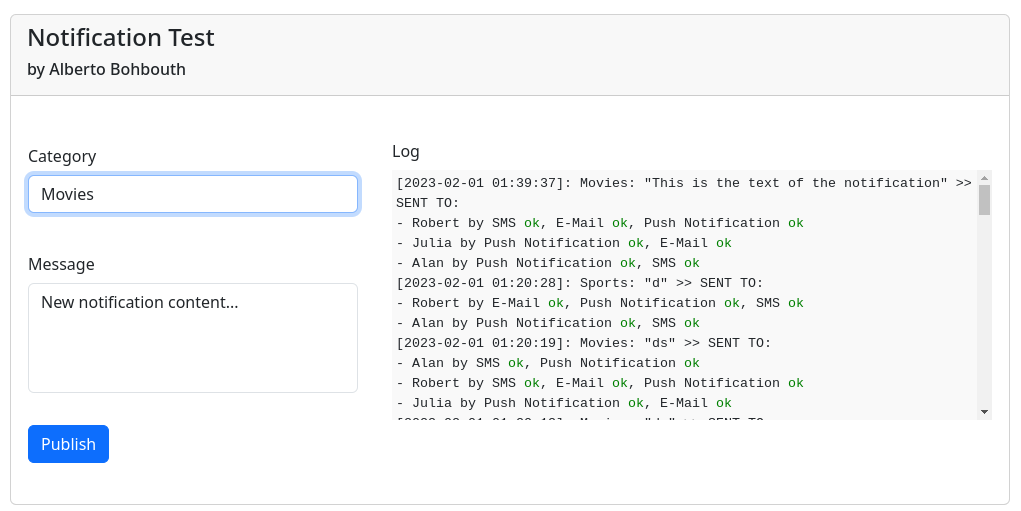 Notification Test
by Alberto Bohbouth
Category
Movies
Message
New notification content...
Publish
Log
[2023-02-01 01:39:37]: Movies: "This is the text of the notification" >>
SENT TO:
- Robert by SMS ok, E-Mail ok, Push Notification ok
- Julia by Push Notification ok, E-Mail ok
- Alan by Push Notification ok, SMS ok
[2023-02-01 01:20:28]: Sports: "d" >> SENT TO:
- Robert by E-Mail ok, Push Notification ok, SMS ok
- Alan by Push Notification ok, SMS ok
[2023-02-01 01:20:19]: Movies: "ds" >> SENT TO:
- Alan by SMS ok, Push Notification ok
- Robert by SMS ok, E-Mail ok, Push Notification ok
- Julia by Push Notification ok, E-Mail ok